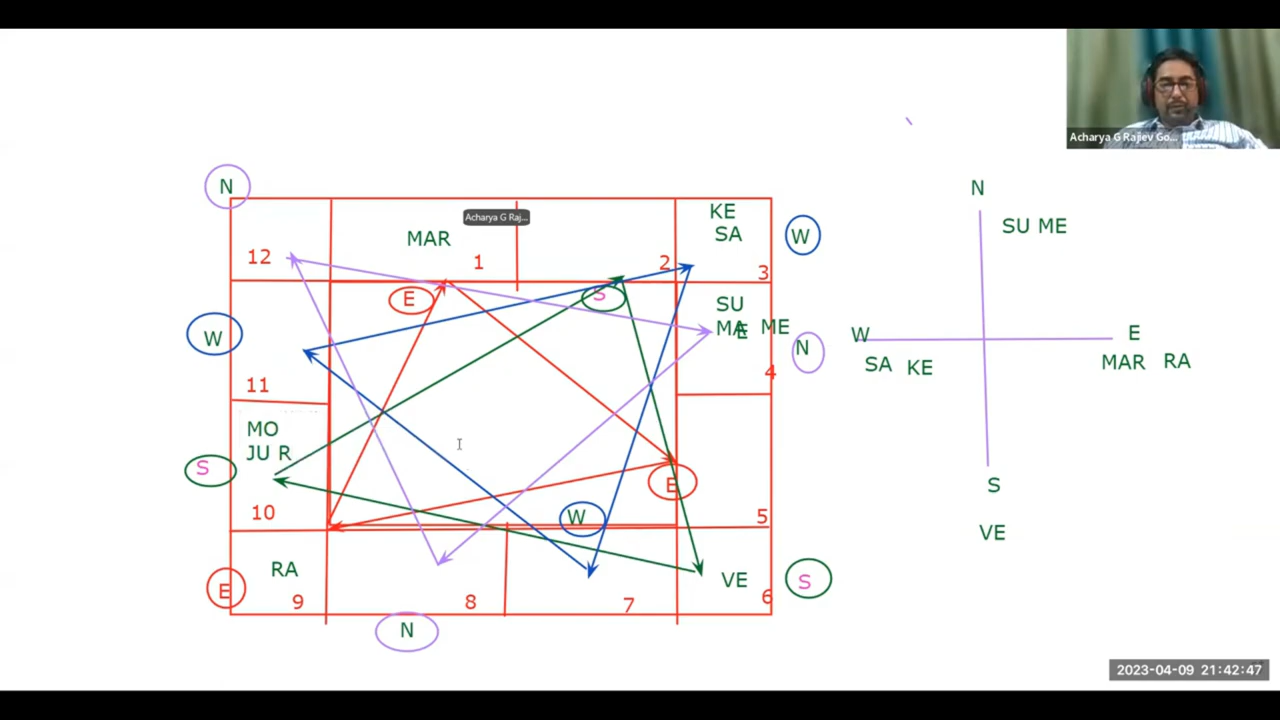 Acharya G Rajiev Go...
N
Acharya G Raj...
MAR
KE
SA
W
12
1
2
3
E
S
SU
MA E ME
N
W
4
11
MO
JU R
S
E
10
W
5
RA
VE
S
E
9
8
7
6
N
N
SU ME
W
E
SA KE
MAR RA
S
VE
2023-04-09 21:42:47